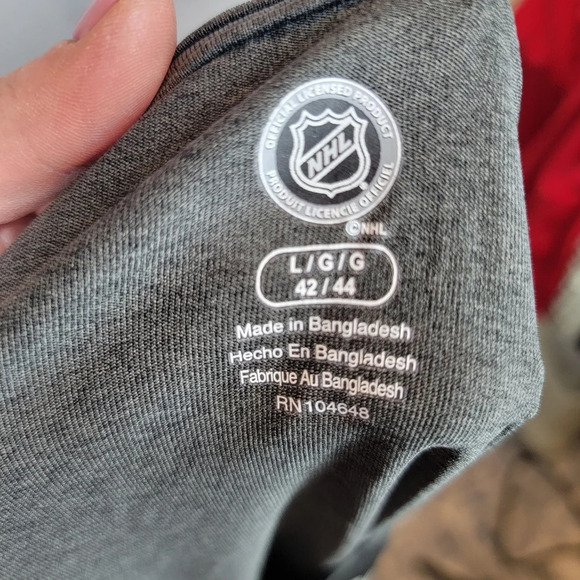 OFFICIAL LICENSED PRODUCT
NHL
PRODUIT LICENCIÉ OFFICIEL
©NHL
L/G/G
42/44
Made in Bangladesh
Hecho En Bangladesh
Fabrique Au Bangladesh
RN104648